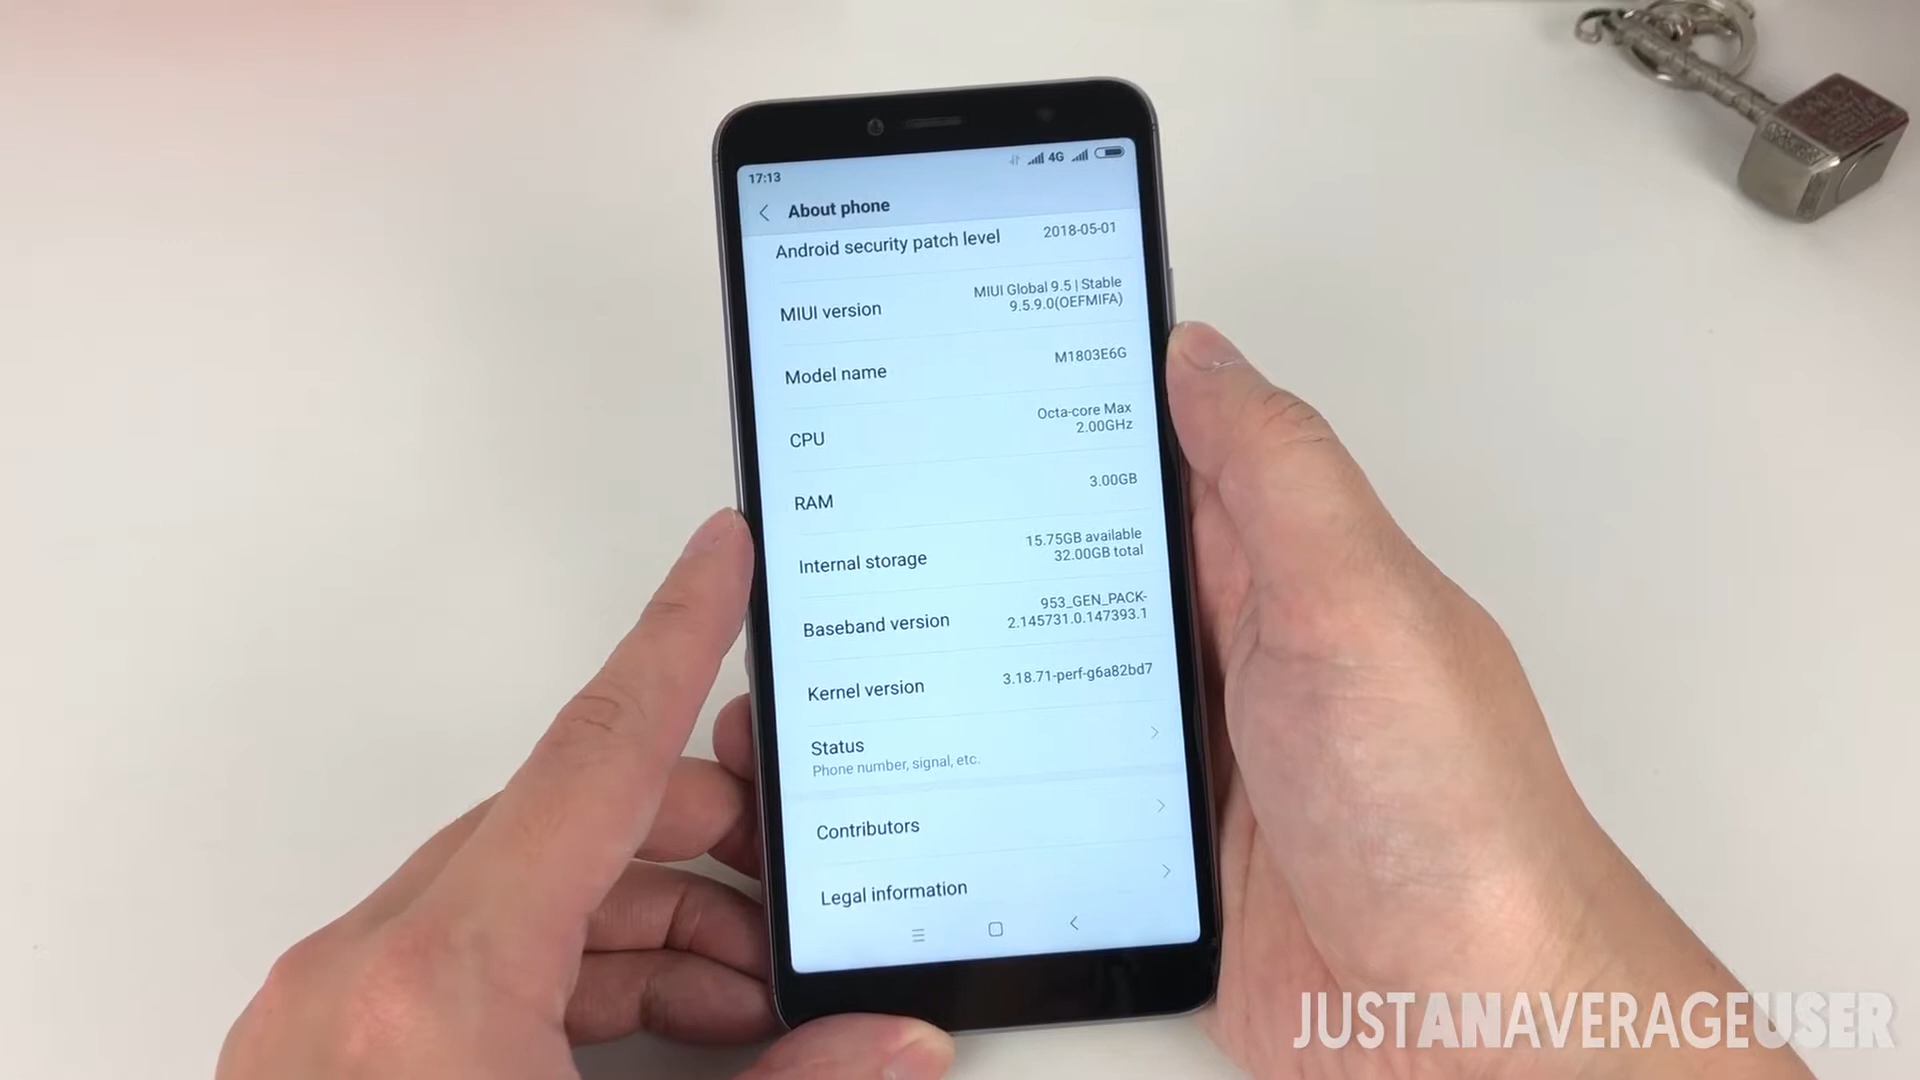 17:13
4G
About phone
Android security patch level
2018-05-01
MIUI version
MIUI Global 9.5 | Stable
9.5.9.0(OEFMIFA)
Model name
M1803E6G
CPU
Octa-core Max
2.00GHz
RAM
3.00GB
Internal storage
15.75GB available
32.00GB total
Baseband version
953_GEN_PACK-
2.145731.0.147393.1
Kernel version
3.18.71-perf-g6a82bd7
Status
Phone number, signal, etc.
Contributors
Legal information
JUSTANAVERAGEUSER